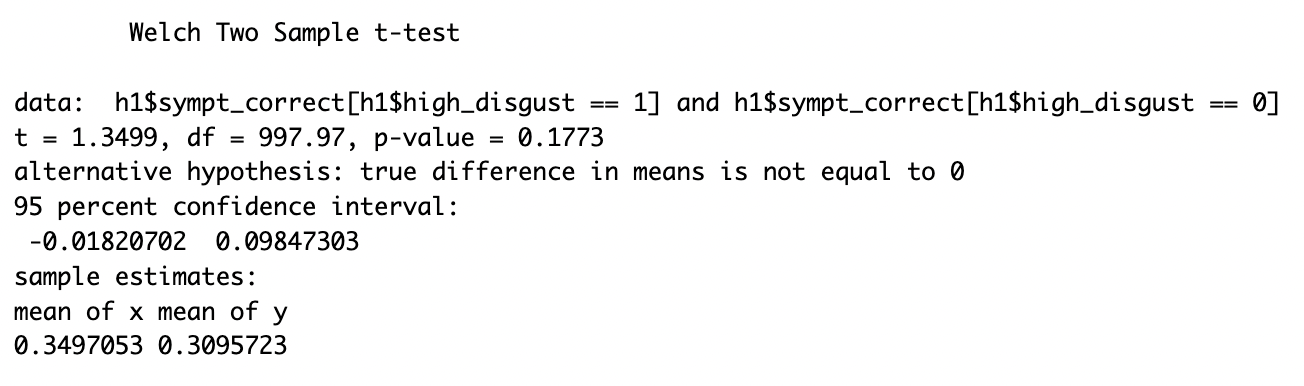 Welch Two Sample t-test
data:  h1$sympt_correct[h1$high_disgust == 1] and h1$sympt_correct[h1$high_disgust == 0]
t = 1.3499, df = 997.97, p-value = 0.1773
alternative hypothesis: true difference in means is not equal to 0
95 percent confidence interval:
 -0.01820702  0.09847303
sample estimates:
mean of x mean of y
0.3497053 0.3095723